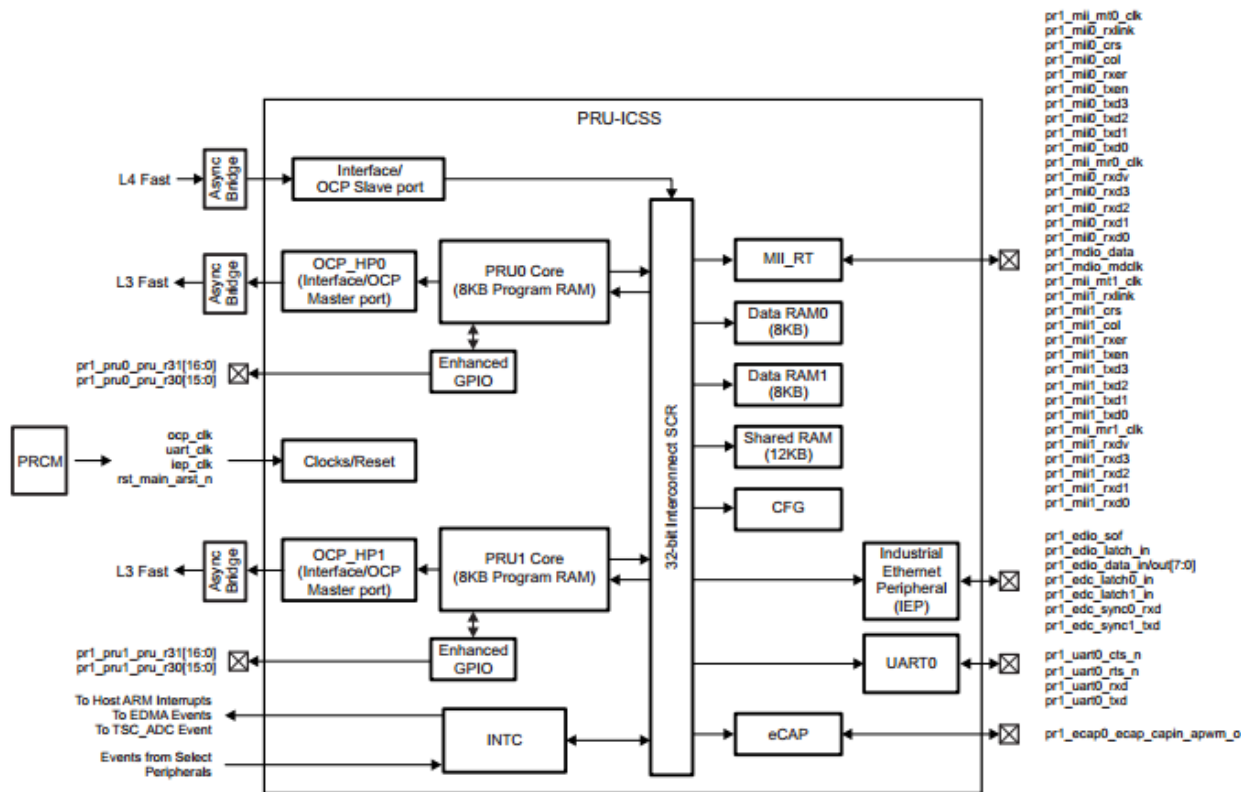 PRU-ICSS
L4 Fast
Async
Bridge
Interface/
OCP Slave port
L3 Fast
Async
Bridge
OCP_HP0
(Interface/OCP
Master port)
PRU0 Core
(8KB Program RAM)
Enhanced
GPIO
pr1_pru0_pru_r31[16:0]
pr1_pru0_pru_r30[15:0]
PRCM
ocp_clk
uart_clk
iep_clk
rst_main_arst_n
Clocks/Reset
L3 Fast
Async
Bridge
OCP_HP1
(Interface/OCP
Master port)
PRU1 Core
(8KB Program RAM)
Enhanced
GPIO
pr1_pru1_pru_r31[16:0]
pr1_pru1_pru_r30[15:0]
To Host ARM Interrupts
To EDMA Events
To TSC_ADC Event
Events from Select
Peripherals
INTC
32-bit Interconnect SCR
MII_RT
Data RAM0
(8KB)
Data RAM1
(8KB)
Shared RAM
(12KB)
CFG
Industrial
Ethernet
Peripheral
(IEP)
UART0
eCAP
pr1_mii_mt0_clk
pr1_mii0_rxlink
pr1_mii0_crs
pr1_mii0_col
pr1_mii0_rxer
pr1_mii0_txen
pr1_mii0_txd3
pr1_mii0_txd2
pr1_mii0_txd1
pr1_mii0_txd0
pr1_mii_mr0_clk
pr1_mii0_rxdv
pr1_mii0_rxd3
pr1_mii0_rxd2
pr1_mii0_rxd1
pr1_mii0_rxd0
pr1_mdio_data
pr1_mdio_mdclk
pr1_mii_mt1_clk
pr1_mii1_rxlink
pr1_mii1_crs
pr1_mii1_col
pr1_mii1_rxer
pr1_mii1_txen
pr1_mii1_txd3
pr1_mii1_txd2
pr1_mii1_txd1
pr1_mii1_txd0
pr1_mii_mr1_clk
pr1_mii1_rxdv
pr1_mii1_rxd3
pr1_mii1_rxd2
pr1_mii1_rxd1
pr1_mii1_rxd0
pr1_edio_sof
pr1_edio_latch_in
pr1_edio_data_in/out[7:0]
pr1_edc_latch0_in
pr1_edc_latch1_in
pr1_edc_sync0_rxd
pr1_edc_sync1_txd
pr1_uart0_cts_n
pr1_uart0_rts_n
pr1_uart0_rxd
pr1_uart0_txd
pr1_ecap0_ecap_capin_apwm_o